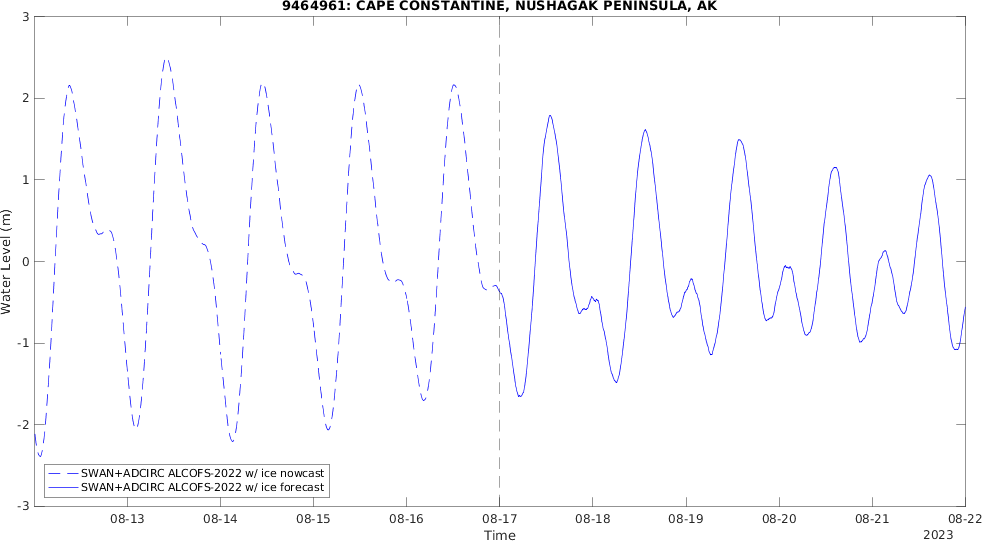 9464961: CAPE CONSTANTINE, NUSHAGAK PENINSULA, AK
3
2
1
0
-1
-2
-3
Water Level (m)
SWAN+ADCIRC ALCOFS-2022 w/ ice nowcast
SWAN+ADCIRC ALCOFS-2022 w/ ice forecast
08-13 08-14 08-15 08-16 08-17 08-18 08-19 08-20 08-21 08-22
Time
2023